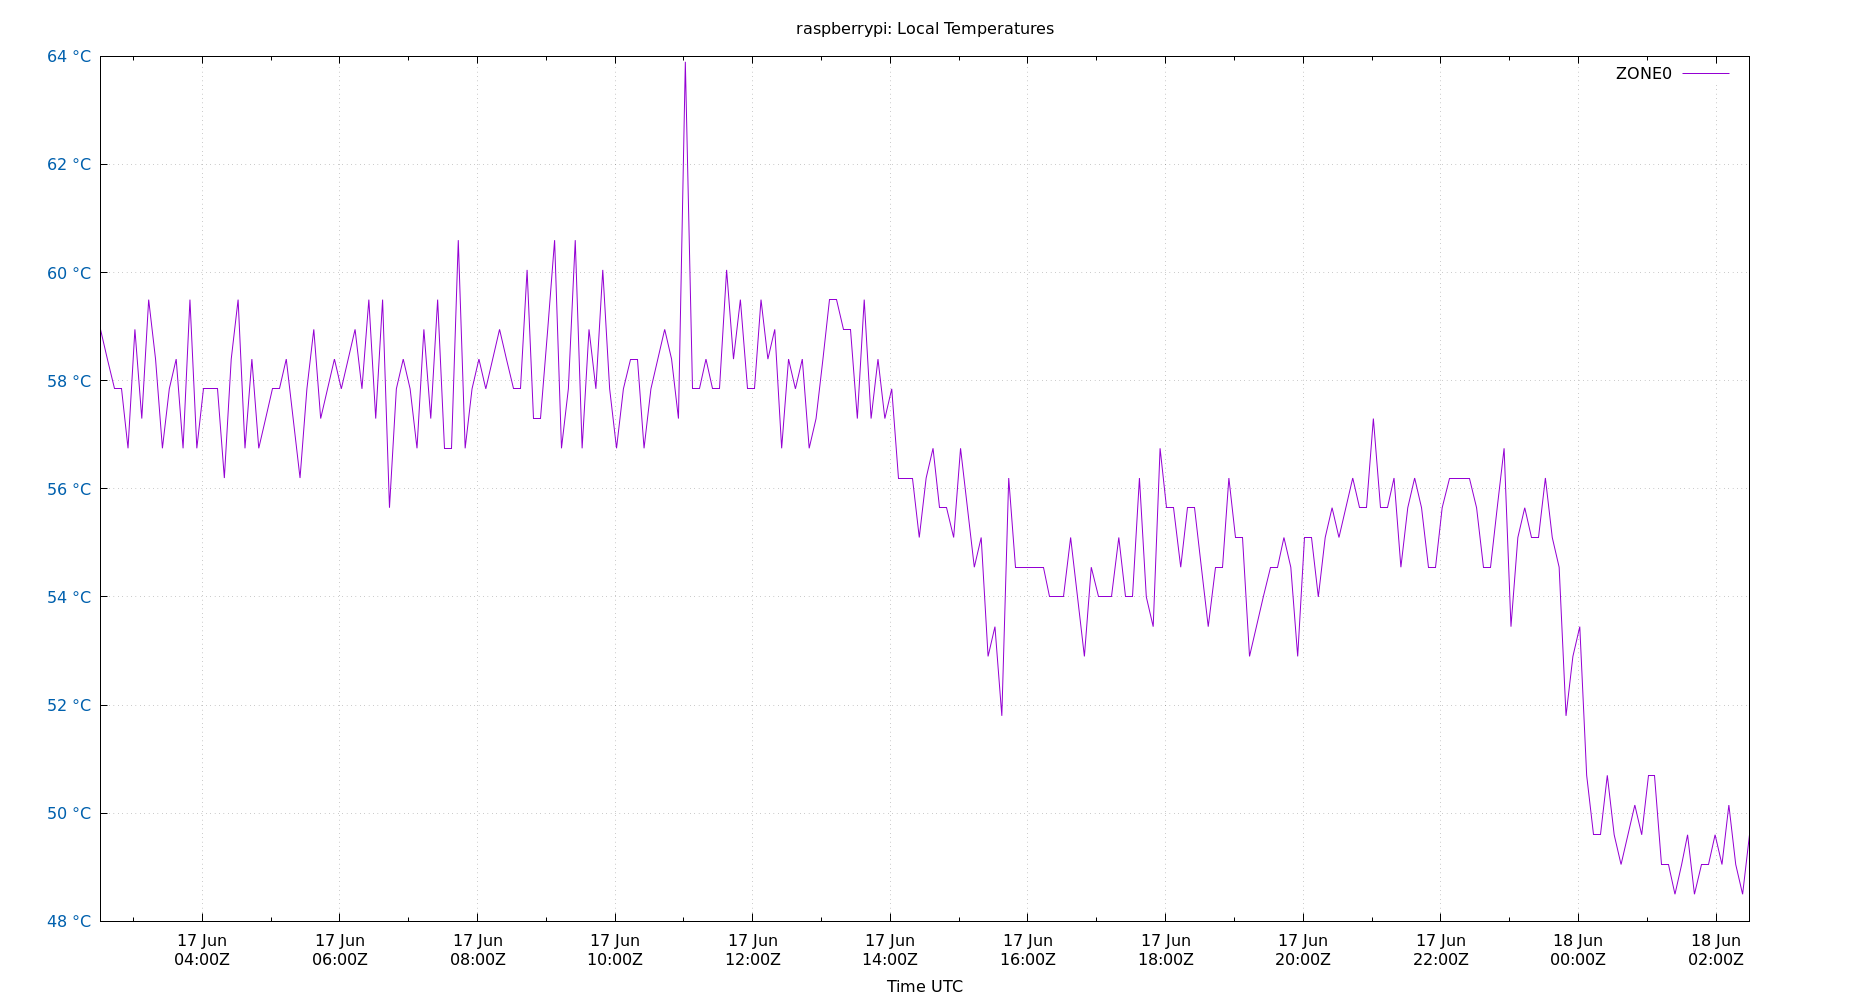 raspberrypi: Local Temperatures
64 °C
ZONE0
62 °C
60 °C
58 °C
56 °C
54 °C
52 °C
50 °C
48 °C
17 Jun 17 Jun 17 Jun 17 Jun 17 Jun 17 Jun 17 Jun 17 Jun 17 Jun 17 Jun 18 Jun 18 Jun
04:00Z 06:00Z 08:00Z 10:00Z 12:00Z 14:00Z 16:00Z 18:00Z 20:00Z 22:00Z 00:00Z 02:00Z
Time UTC